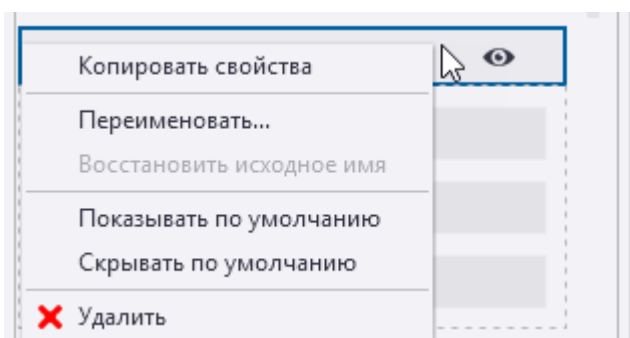 Копировать свойства
Переименовать...
Восстановить исходное имя
Показывать по умолчанию
Скрывать по умолчанию
Удалить